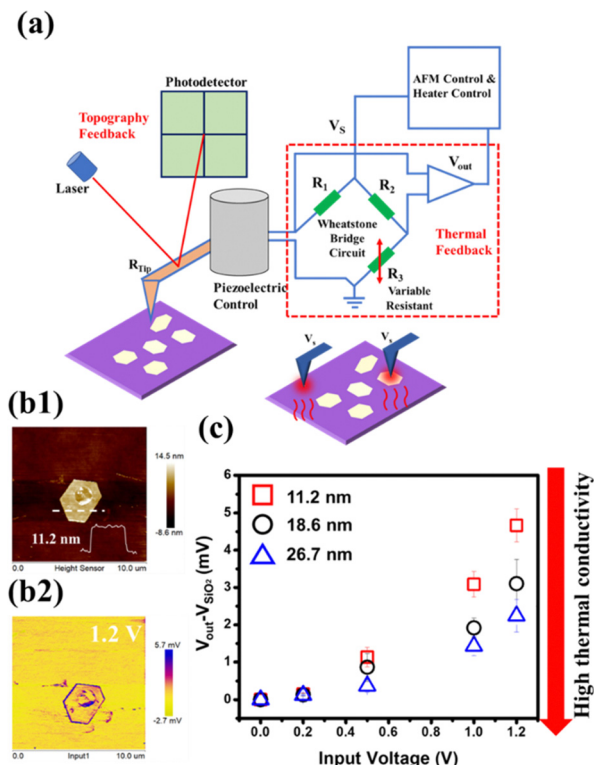 (a)
Photodetector
Topography
Feedback
Laser
R_Tip
Piezoelectric
Control
AFM Control &
Heater Control
V_S
V_out
R_1
R_2
Wheatstone
Bridge
Circuit
R_3
Variable
Resistant
Thermal
Feedback
V_s
V_s
(b1)
14.5 nm
-8.6 nm
11.2 nm
0.0 Height Sensor 10.0 um
(b2)
1.2 V
5.7 mV
-2.7 mV
0.0 Input1 10.0 um
(c)
11.2 nm
18.6 nm
26.7 nm
V_out-V_SiO2 (mV)
6
5
4
3
2
1
0
0.0 0.2 0.4 0.6 0.8 1.0 1.2
Input Voltage (V)
High thermal conductivity